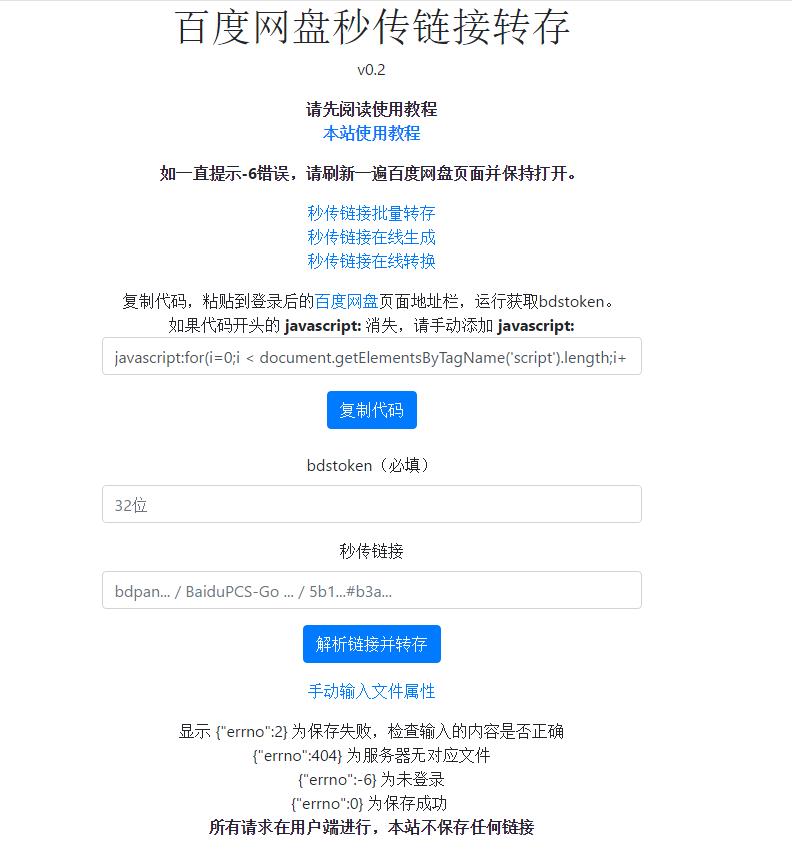 百度网盘秒传链接转存
v0.2
请先阅读使用教程
本站使用教程
如一直提示-6错误，请刷新一遍百度网盘页面并保持打开。
秒传链接批量转存
秒传链接在线生成
秒传链接在线转换
复制代码，粘贴到登录后的百度网盘页面地址栏，运行获取bdstoken。
如果代码开头的 javascript: 消失，请手动添加 javascript:
javascript:for(i=0;i < document.getElementsByTagName('script').length;i+
复制代码
bdstoken（必填）
32位
秒传链接
bdpan... / BaiduPCS-Go ... / 5b1...#b3a...
解析链接并转存
手动输入文件属性
显示 {"errno":2} 为保存失败，检查输入的内容是否正确
{"errno":404} 为服务器无对应文件
{"errno":-6} 为未登录
{"errno":0} 为保存成功
所有请求在用户端进行，本站不保存任何链接